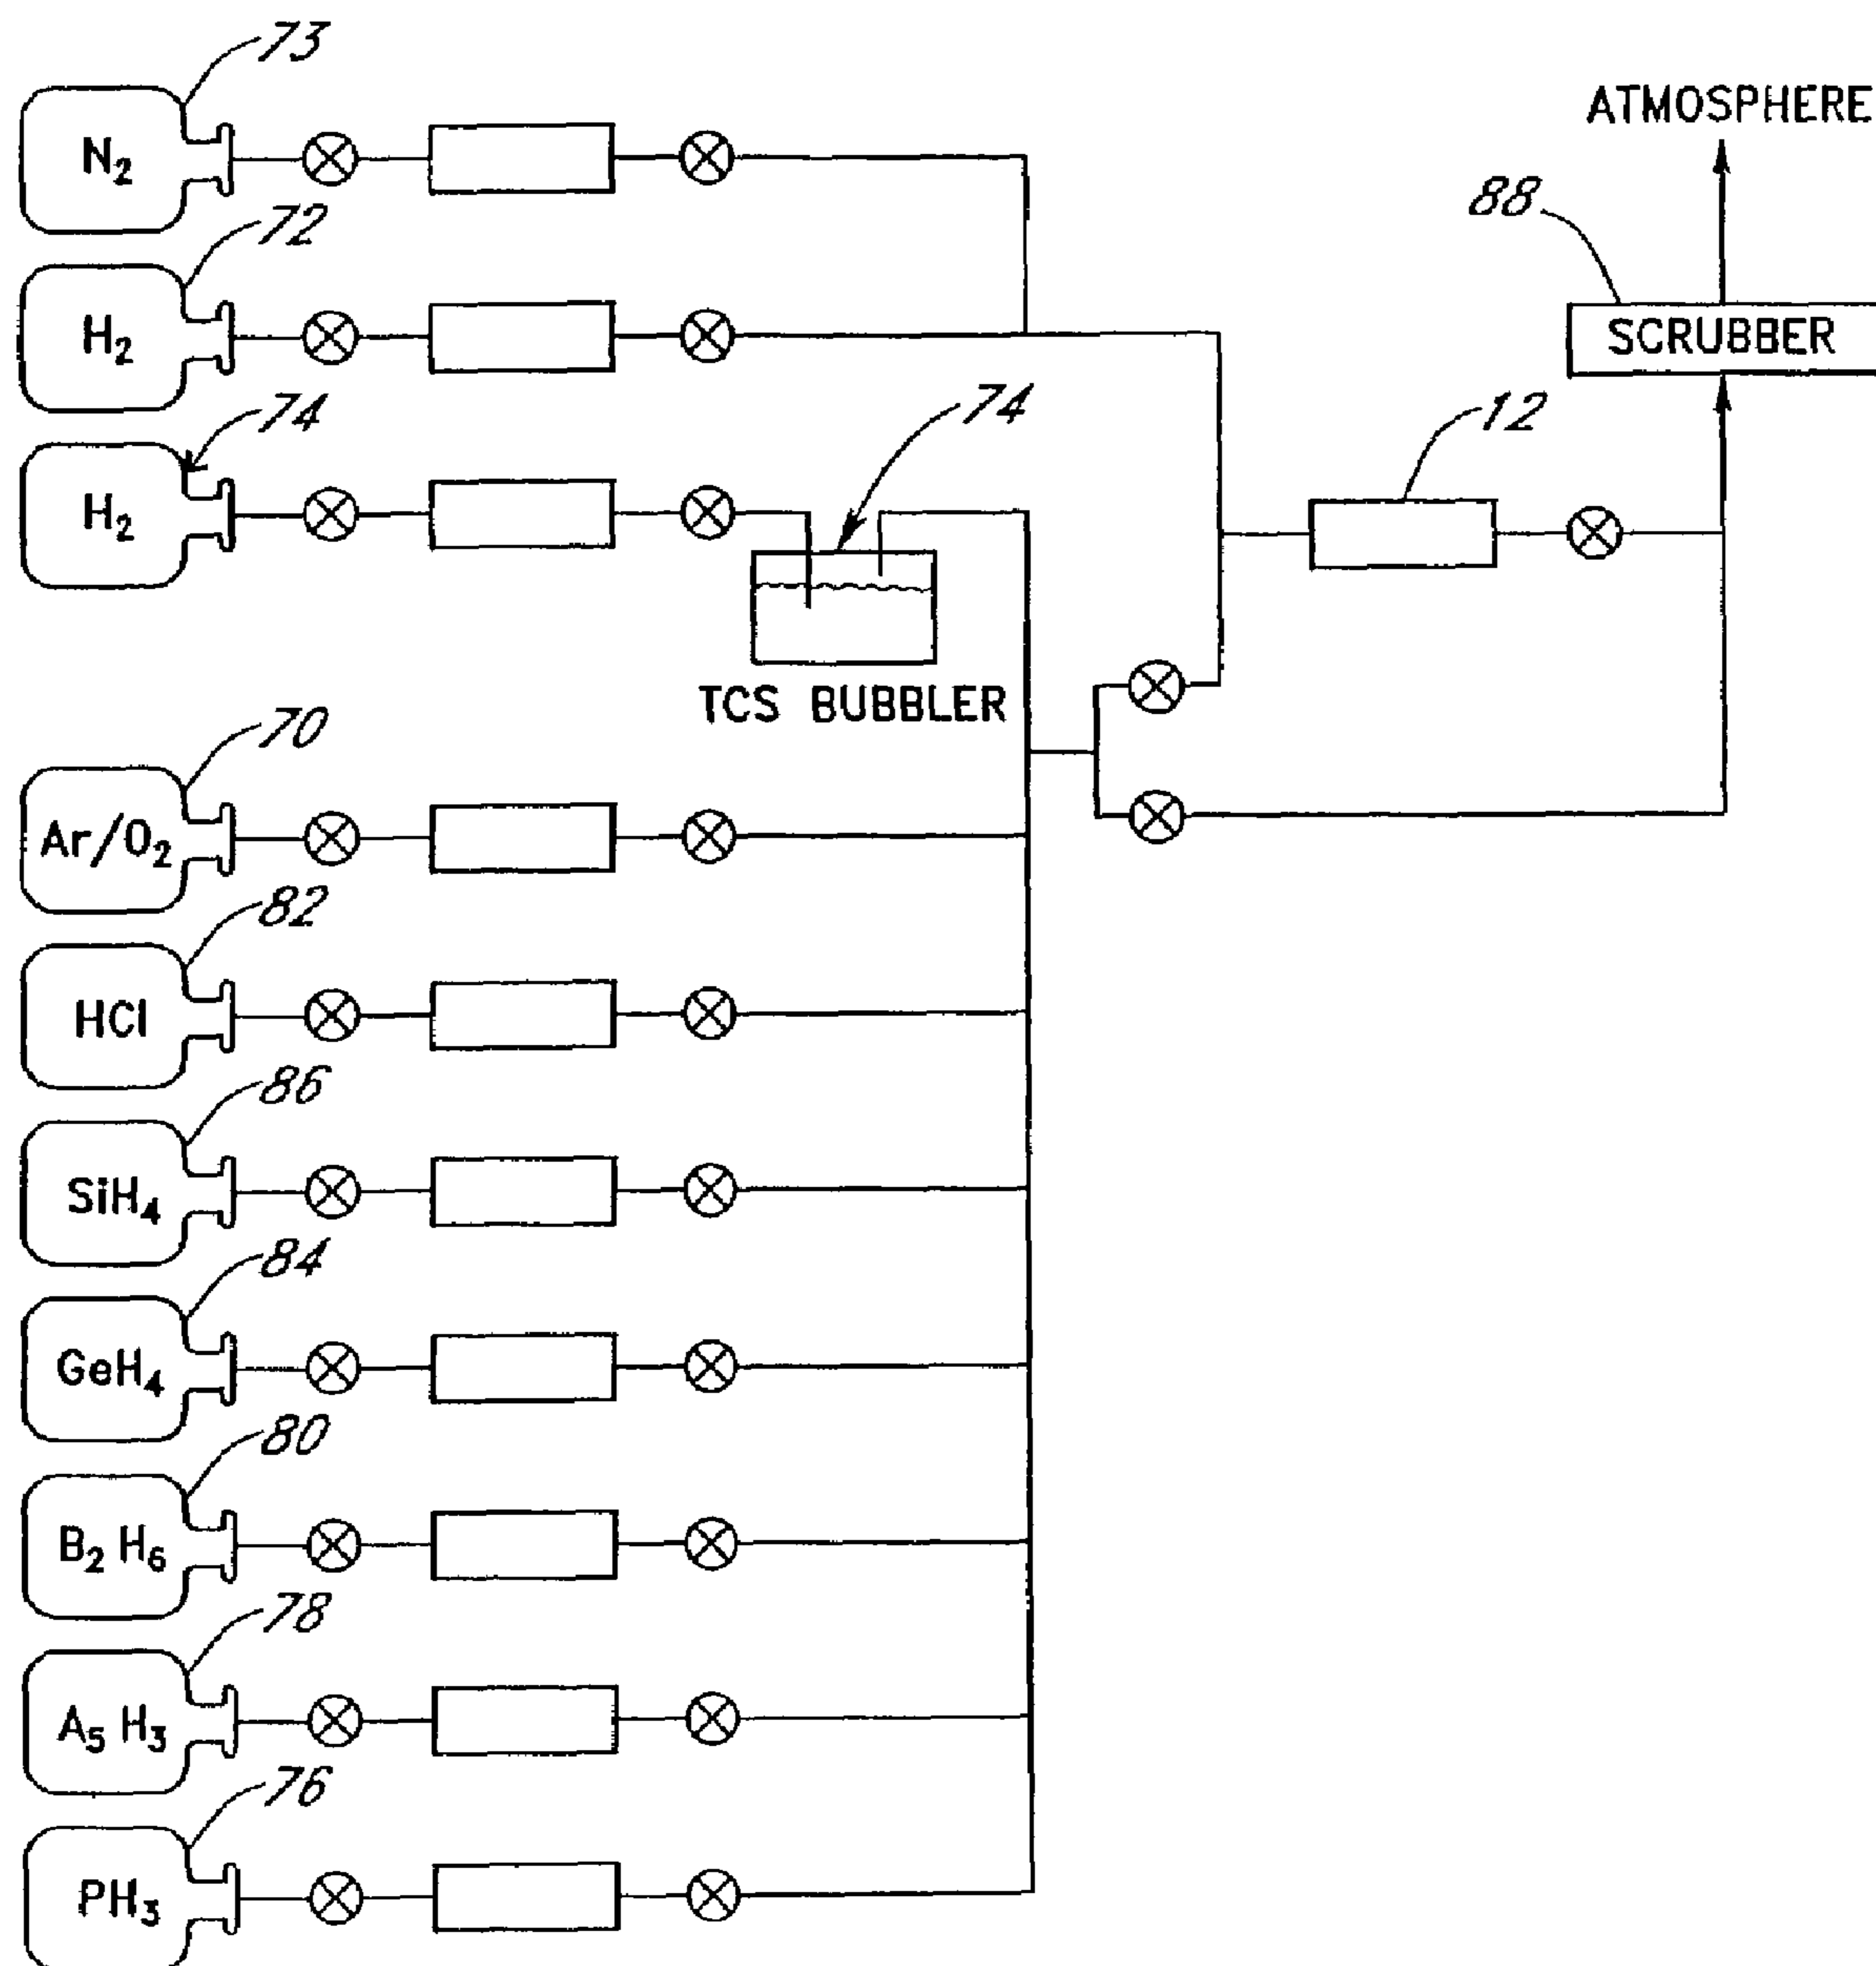 73
N₂
ATMOSPHERE
88
72
H₂
SCRUBBER
74
74
12
H₂
TCS BUBBLER
70
Ar/O₂
82
HCl
86
SiH₄
84
GeH₄
80
B₂ H₆
78
A₅ H₃
76
PH₃